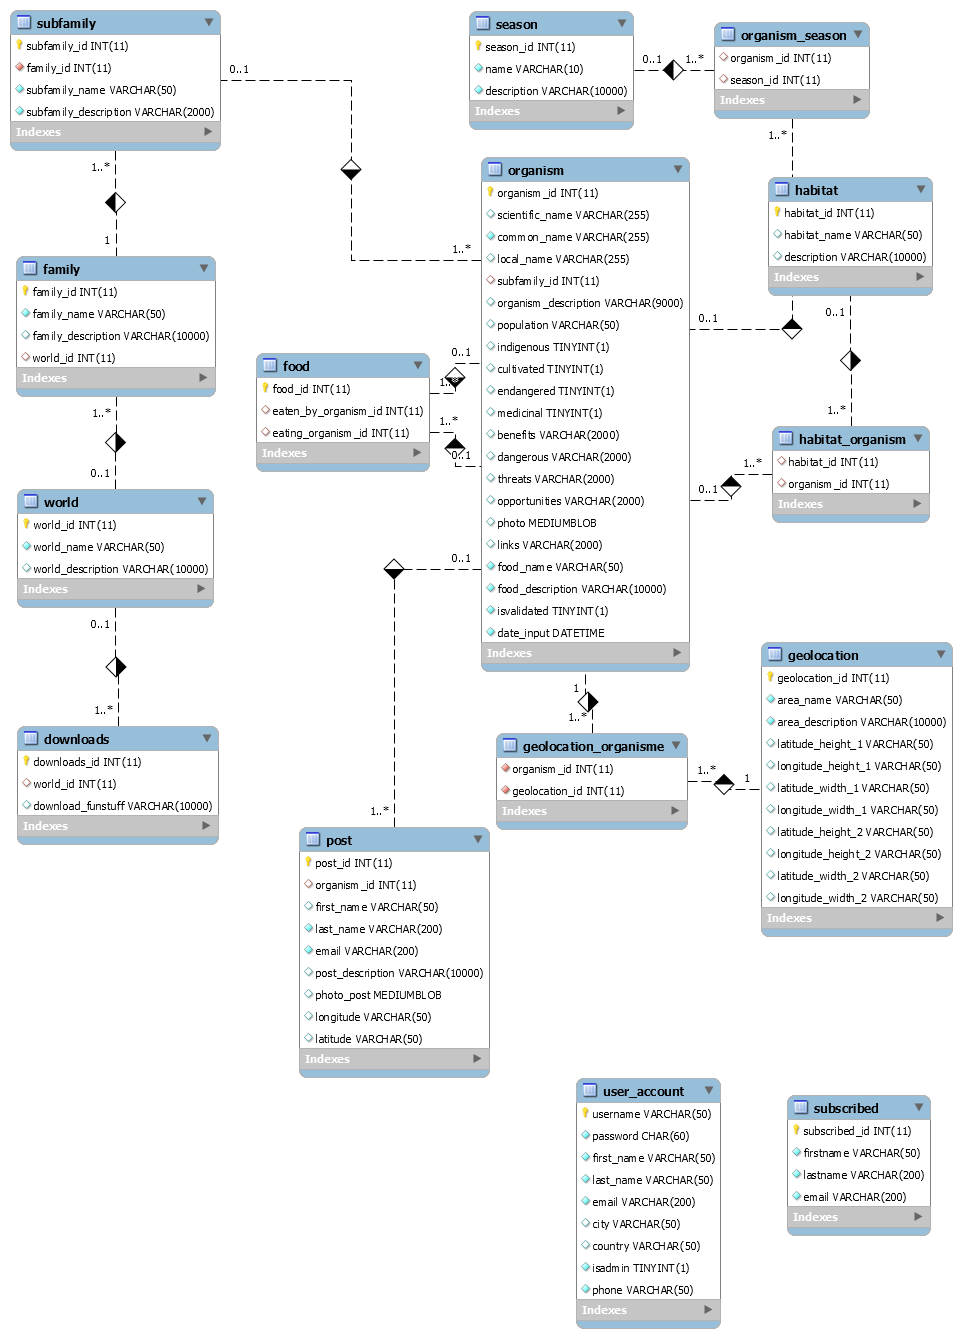 subfamily
subfamily_id INT(11)
family_id INT(11)
subfamily_name VARCHAR(50)
subfamily_description VARCHAR(2000)
Indexes
0..1
1..*
1
family
family_id INT(11)
family_name VARCHAR(50)
family_description VARCHAR(10000)
world_id INT(11)
Indexes
1..*
0..1
world
world_id INT(11)
world_name VARCHAR(50)
world_description VARCHAR(10000)
Indexes
0..1
1..*
downloads
downloads_id INT(11)
world_id INT(11)
download_funstuff VARCHAR(10000)
Indexes
season
season_id INT(11)
name VARCHAR(10)
description VARCHAR(10000)
Indexes
0..1
1..*
organism_season
organism_id INT(11)
season_id INT(11)
Indexes
1..*
organism
organism_id INT(11)
scientific_name VARCHAR(255)
common_name VARCHAR(255)
local_name VARCHAR(255)
subfamily_id INT(11)
organism_description VARCHAR(9000)
population VARCHAR(50)
indigenous TINYINT(1)
cultivated TINYINT(1)
endangered TINYINT(1)
medicinal TINYINT(1)
benefits VARCHAR(2000)
dangerous VARCHAR(2000)
threats VARCHAR(2000)
opportunities VARCHAR(2000)
photo MEDIUMBLOB
links VARCHAR(2000)
food_name VARCHAR(50)
food_description VARCHAR(10000)
isvalidated TINYINT(1)
date_input DATETIME
Indexes
1..*
0..1
habitat
habitat_id INT(11)
habitat_name VARCHAR(50)
description VARCHAR(10000)
Indexes
0..1
1..*
habitat_organism
habitat_id INT(11)
organism_id INT(11)
Indexes
1..*
0..1
food
food_id INT(11)
eaten_by_organism_id INT(11)
eating_organism_id INT(11)
Indexes
0..1
1..*
1..*
0..1
0..1
1..*
post
post_id INT(11)
organism_id INT(11)
first_name VARCHAR(50)
last_name VARCHAR(200)
email VARCHAR(200)
post_description VARCHAR(10000)
photo_post MEDIUMBLOB
longitude VARCHAR(50)
latitude VARCHAR(50)
Indexes
1
1..*
geolocation_organisme
organism_id INT(11)
geolocation_id INT(11)
Indexes
1..*
1
geolocation
geolocation_id INT(11)
area_name VARCHAR(50)
area_description VARCHAR(10000)
latitude_height_1 VARCHAR(50)
longitude_height_1 VARCHAR(50)
latitude_width_1 VARCHAR(50)
longitude_width_1 VARCHAR(50)
latitude_height_2 VARCHAR(50)
longitude_height_2 VARCHAR(50)
latitude_width_2 VARCHAR(50)
longitude_width_2 VARCHAR(50)
Indexes
user_account
username VARCHAR(50)
password CHAR(60)
first_name VARCHAR(50)
last_name VARCHAR(50)
email VARCHAR(200)
city VARCHAR(50)
country VARCHAR(50)
isadmin TINYINT(1)
phone VARCHAR(50)
Indexes
subscribed
subscribed_id INT(11)
firstname VARCHAR(50)
lastname VARCHAR(200)
email VARCHAR(200)
Indexes